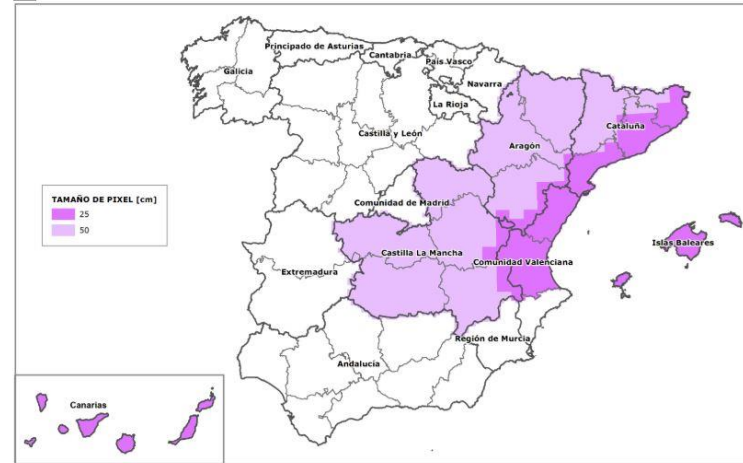 Principado de Asturias
Cantabria
País Vasco
Galicia
Navarra
La Rioja
Cataluña
Castilla y León
Aragón
TAMAÑO DE PIXEL [cm]
25
50
Comunidad de Madrid
Islas Baleares
Castilla La Mancha
Comunidad Valenciana
Extremadura
Región de Murcia
Andalucía
Canarias